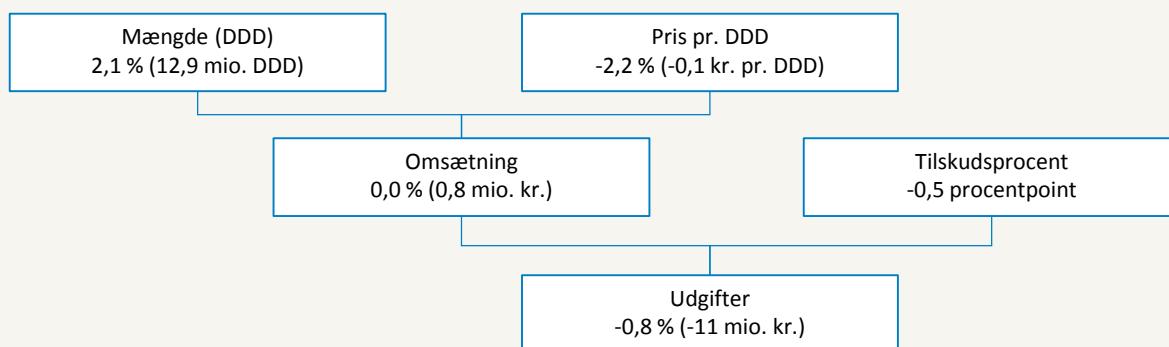 Mængde (DDD)
2,1 % (12,9 mio. DDD)
Pris pr. DDD
-2,2 % (-0,1 kr. pr. DDD)
Omsætning
0,0 % (0,8 mio. kr.)
Tilskudsprocent
-0,5 procentpoint
Udgifter
-0,8 % (-11 mio. kr.)